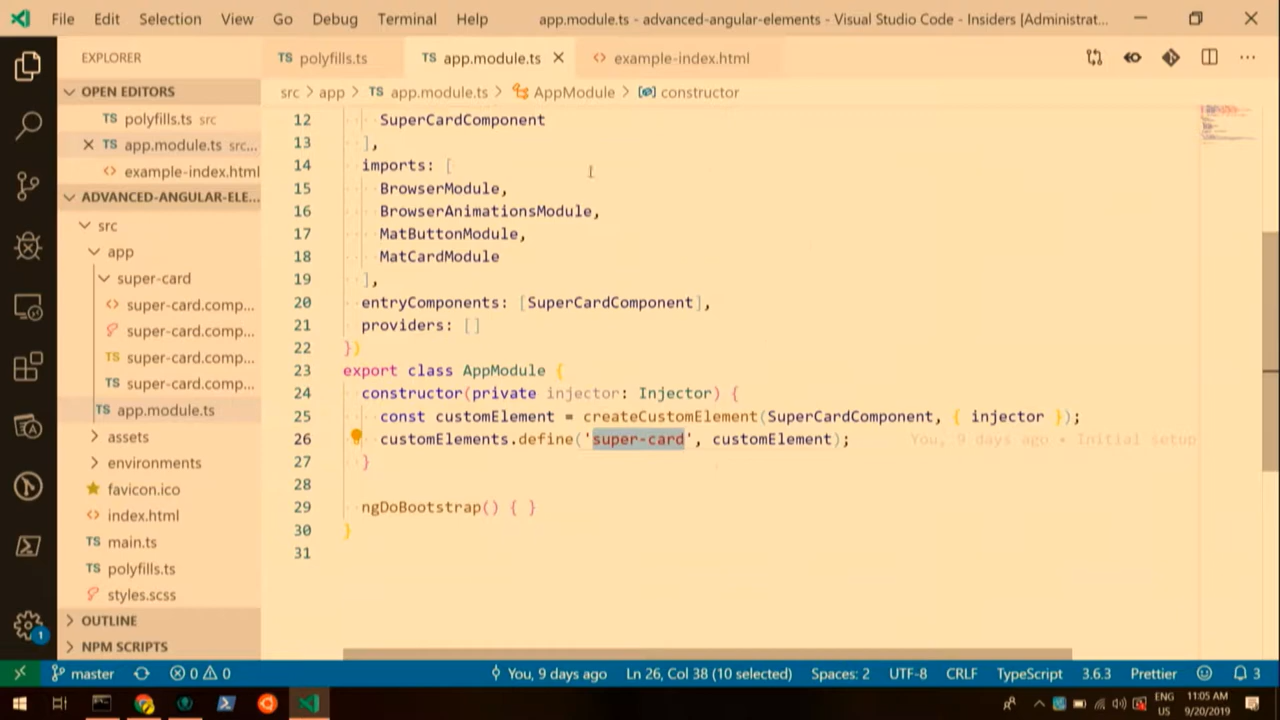 File Edit Selection View Go Debug Terminal Help app.module.ts - advanced-angular-elements - Visual Studio Code - Insiders [Administrat...
EXPLORER
TS polyfills.ts TS app.module.ts <> example-index.html
OPEN EDITORS
TS polyfills.ts src
TS app.module.ts src...
<> example-index.html
ADVANCED-ANGULAR-ELE...
src
app
super-card
<> super-card.comp...
super-card.comp...
TS super-card.comp...
TS super-card.comp...
TS app.module.ts
assets
environments
favicon.ico
<> index.html
TS main.ts
TS polyfills.ts
styles.scss
OUTLINE
NPM SCRIPTS
src > app > TS app.module.ts > AppModule > constructor
12 SuperCardComponent
13 ],
14 imports: [
15 BrowserModule,
16 BrowserAnimationsModule,
17 MatButtonModule,
18 MatCardModule
19 ],
20 entryComponents: [SuperCardComponent],
21 providers: []
22 })
23 export class AppModule {
24 constructor(private injector: Injector) {
25 const customElement = createCustomElement(SuperCardComponent, { injector });
26 customElements.define('super-card', customElement); You, 9 days ago • Initial setup
27 }
28
29 ngDoBootstrap() { }
30 }
31
1
master 0 0 You, 9 days ago Ln 26, Col 38 (10 selected) Spaces: 2 UTF-8 CRLF TypeScript 3.6.3 Prettier 3
ENG US 11:05 AM 9/20/2019